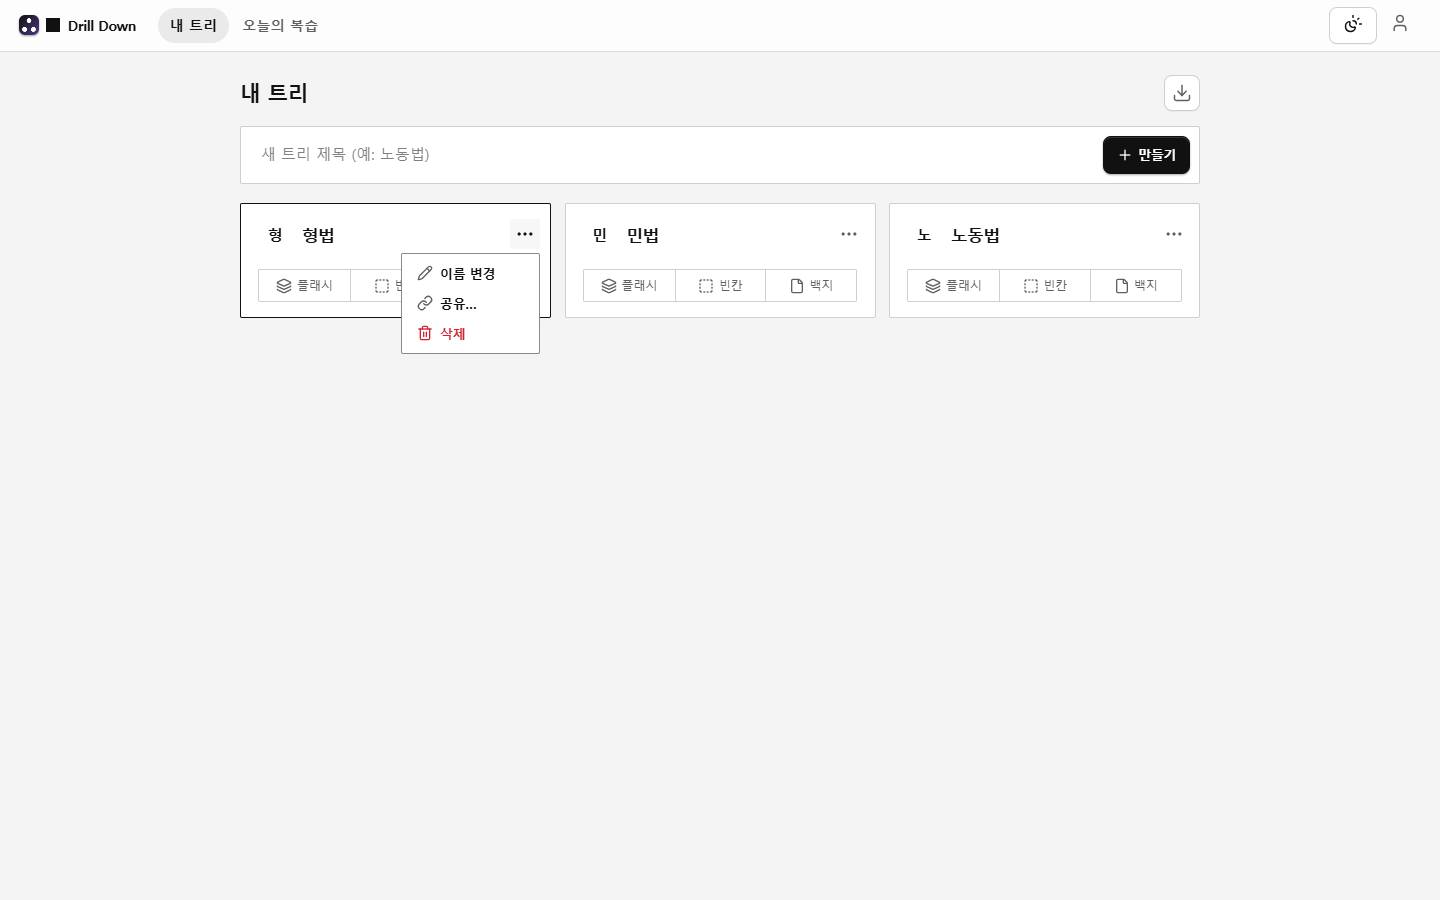 Drill Down 내 트리 오늘의 복습
내 트리
새 트리 제목 (예: 노동법) 만들기
형 형법
민 민법
노 노동법
플래시
플래시 빈칸 백지
플래시 빈칸 백지
이름 변경
공유...
삭제